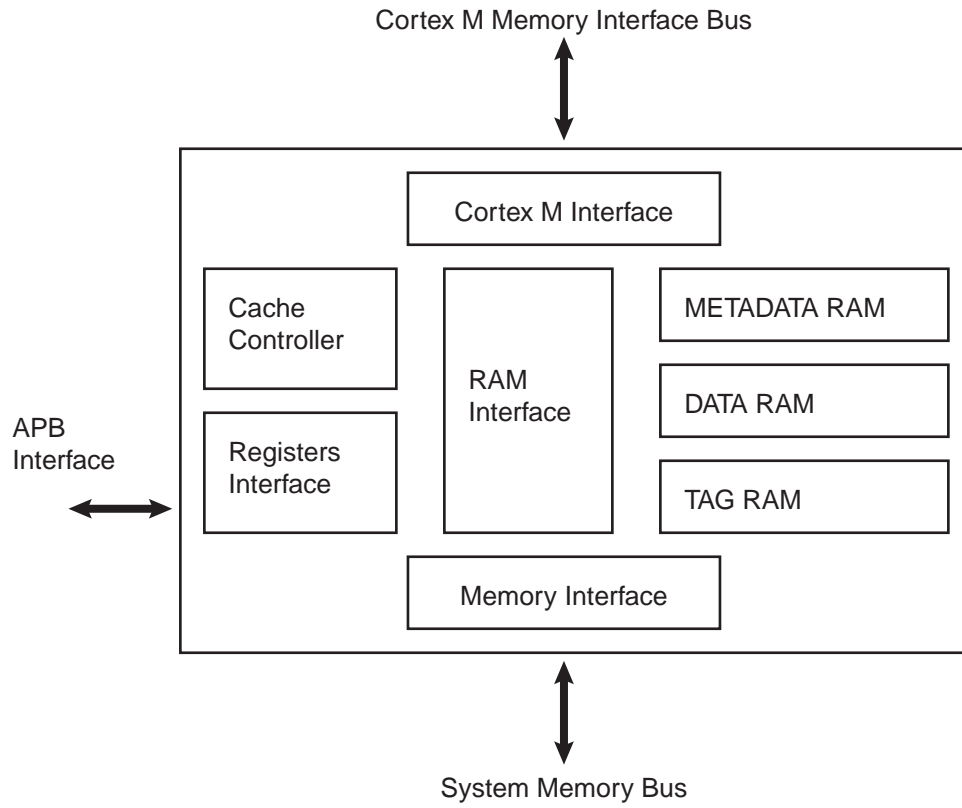 Cortex M Memory Interface Bus
Cortex M Interface
Cache
Controller
RAM
Interface
METADATA RAM
DATA RAM
APB
Interface
Registers
Interface
TAG RAM
Memory Interface
System Memory Bus